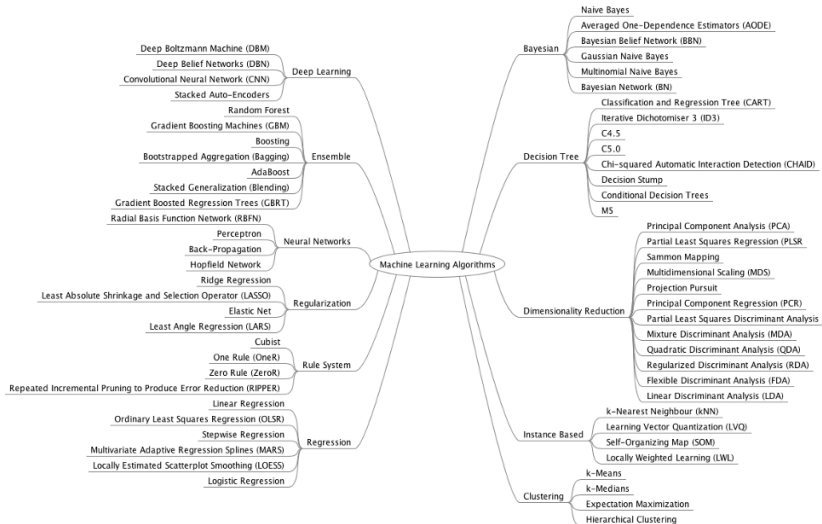 Machine Learning Algorithms
Deep Learning
Deep Boltzmann Machine (DBM)
Deep Belief Networks (DBN)
Convolutional Neural Network (CNN)
Stacked Auto-Encoders
Ensemble
Random Forest
Gradient Boosting Machines (GBM)
Boosting
Bootstrapped Aggregation (Bagging)
AdaBoost
Stacked Generalization (Blending)
Gradient Boosted Regression Trees (GBRT)
Neural Networks
Radial Basis Function Network (RBFN)
Perceptron
Back-Propagation
Hopfield Network
Regularization
Ridge Regression
Least Absolute Shrinkage and Selection Operator (LASSO)
Elastic Net
Least Angle Regression (LARS)
Rule System
Cubist
One Rule (OneR)
Zero Rule (ZeroR)
Repeated Incremental Pruning to Produce Error Reduction (RIPPER)
Regression
Linear Regression
Ordinary Least Squares Regression (OLSR)
Stepwise Regression
Multivariate Adaptive Regression Splines (MARS)
Locally Estimated Scatterplot Smoothing (LOESS)
Logistic Regression
Bayesian
Naive Bayes
Averaged One-Dependence Estimators (AODE)
Bayesian Belief Network (BBN)
Gaussian Naive Bayes
Multinomial Naive Bayes
Bayesian Network (BN)
Decision Tree
Classification and Regression Tree (CART)
Iterative Dichotomiser 3 (ID3)
C4.5
C5.0
Chi-squared Automatic Interaction Detection (CHAID)
Decision Stump
Conditional Decision Trees
M5
Dimensionality Reduction
Principal Component Analysis (PCA)
Partial Least Squares Regression (PLSR
Sammon Mapping
Multidimensional Scaling (MDS)
Projection Pursuit
Principal Component Regression (PCR)
Partial Least Squares Discriminant Analysis
Mixture Discriminant Analysis (MDA)
Quadratic Discriminant Analysis (QDA)
Regularized Discriminant Analysis (RDA)
Flexible Discriminant Analysis (FDA)
Linear Discriminant Analysis (LDA)
Instance Based
k-Nearest Neighbour (kNN)
Learning Vector Quantization (LVQ)
Self-Organizing Map (SOM)
Locally Weighted Learning (LWL)
Clustering
k-Means
k-Medians
Expectation Maximization
Hierarchical Clustering